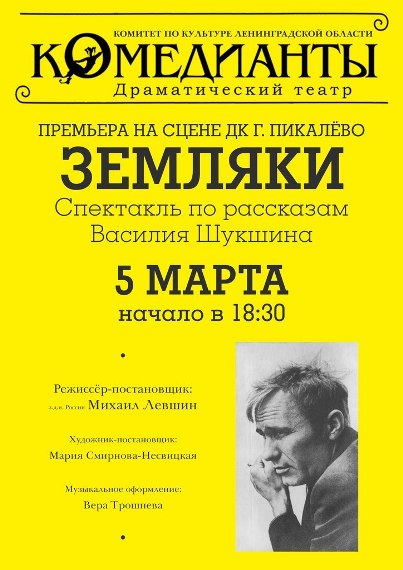 КОМИТЕТ ПО КУЛЬТУРЕ ЛЕНИНГРАДСКОЙ ОБЛАСТИ
КОМЕДИАНТЫ
Драматический театр
ПРЕМЬЕРА НА СЦЕНЕ ДК Г. ПИКАЛЁВО
ЗЕМЛЯКИ
Спектакль по рассказам
Василия Шукшина
5 МАРТА
начало в 18:30
Режиссёр-постановщик:
з.д.и. России Михаил Левшин
Художник-постановщик:
Мария Смирнова-Несвицкая
Музыкальное оформление:
Вера Трошнева